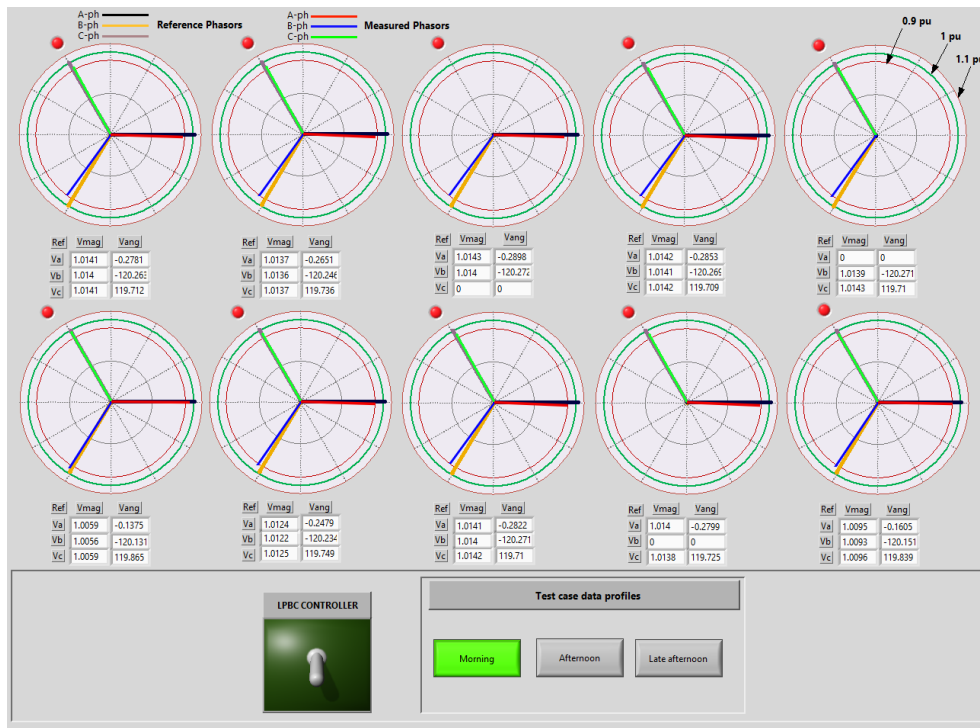 A-ph
B-ph Reference Phasors
C-ph
A-ph
B-ph Measured Phasors
C-ph
0.9 pu
1 pu
1.1 pu
Ref Vmag Vang
Va 1.0141 -0.2781
Vb 1.014 -120.263
Vc 1.0141 119.712
Ref Vmag Vang
Va 1.0137 -0.2651
Vb 1.0136 -120.246
Vc 1.0137 119.736
Ref Vmag Vang
Va 1.0143 -0.2898
Vb 1.014 -120.272
Vc 0 0
Ref Vmag Vang
Va 1.0142 -0.2853
Vb 1.0141 -120.269
Vc 1.0142 119.709
Ref Vmag Vang
Va 0 0
Vb 1.0139 -120.271
Vc 1.0143 119.71
Ref Vmag Vang
Va 1.0059 -0.1375
Vb 1.0056 -120.131
Vc 1.0059 119.865
Ref Vmag Vang
Va 1.0124 -0.2479
Vb 1.0122 -120.234
Vc 1.0125 119.749
Ref Vmag Vang
Va 1.0141 -0.2822
Vb 1.014 -120.271
Vc 1.0142 119.71
Ref Vmag Vang
Va 1.014 -0.2799
Vb 0 0
Vc 1.0138 119.725
Ref Vmag Vang
Va 1.0095 -0.1605
Vb 1.0093 -120.151
Vc 1.0096 119.839
LPBC CONTROLLER
Test case data profiles
Morning
Afternoon
Late afternoon